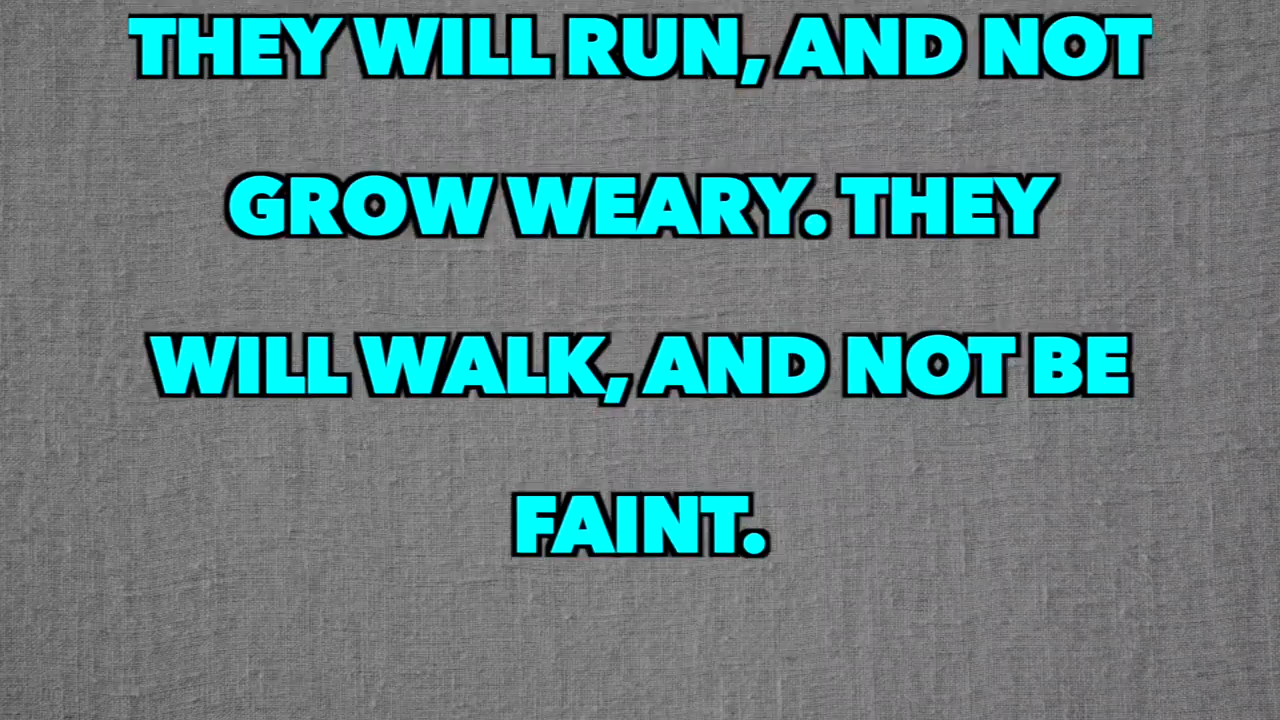 THEY WILL RUN, AND NOT
GROW WEARY. THEY
WILL WALK, AND NOT BE
FAINT.